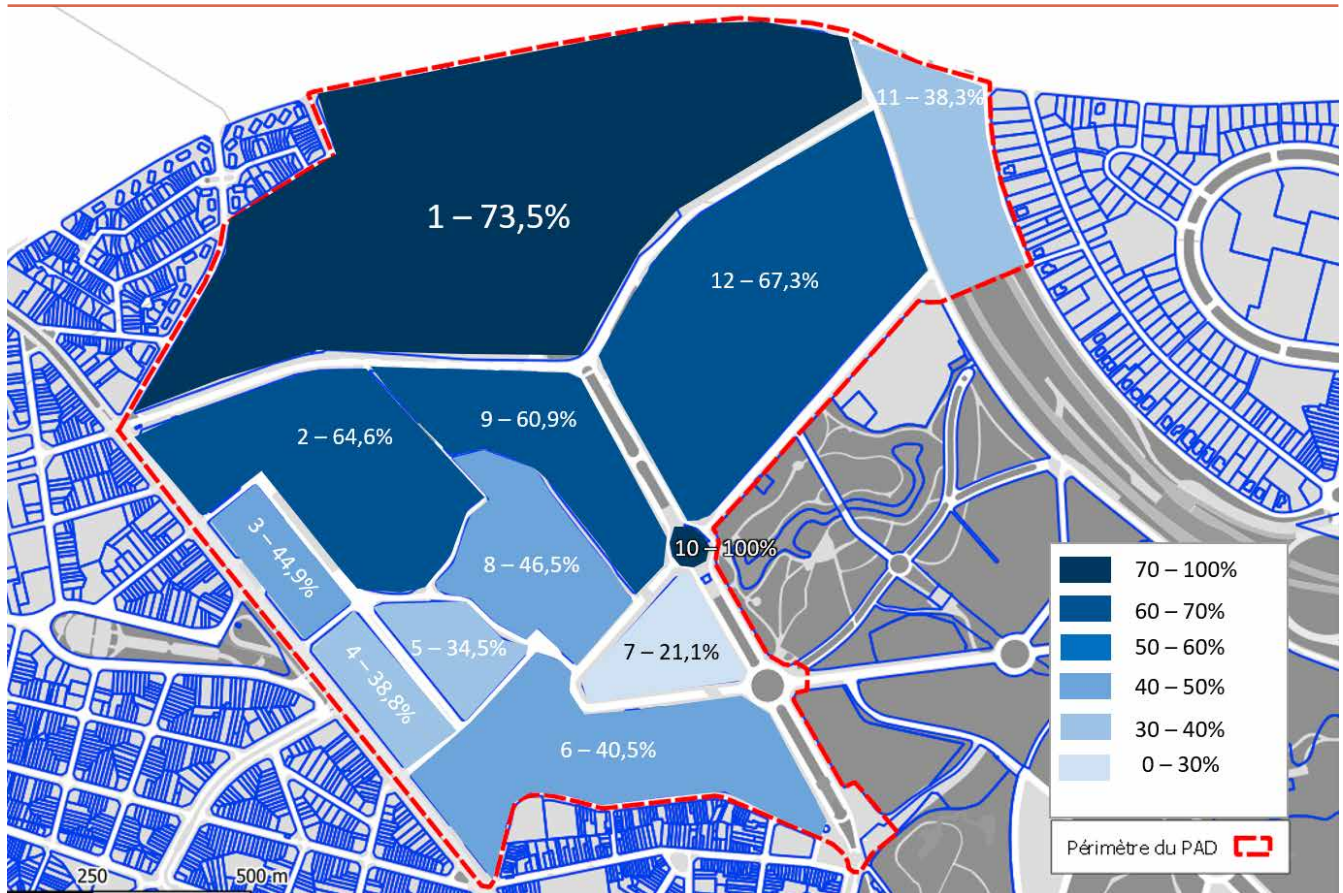 11 – 38,3%
1 – 73,5%
12 – 67,3%
9 – 60,9%
2 – 64,6%
3 – 44,9%
10 – 100%
8 – 46,5%
5 – 34,5%
7 – 21,1%
4 – 38,8%
6 – 40,5%
70 – 100%
60 – 70%
50 – 60%
40 – 50%
30 – 40%
0 – 30%
Périmètre du PAD
250 500 m